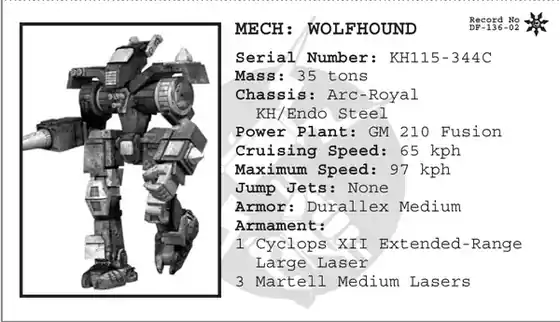 MECH: WOLFHOUND
Record No
DF-136-02
Serial Number: KH115-344C
Mass: 35 tons
Chassis: Arc-Royal
KH/Endo Steel
Power Plant: GM 210 Fusion
Cruising Speed: 65 kph
Maximum Speed: 97 kph
Jump Jets: None
Armor: Durallex Medium
Armament:
1 Cyclops XII Extended-Range
Large Laser
3 Martell Medium Lasers